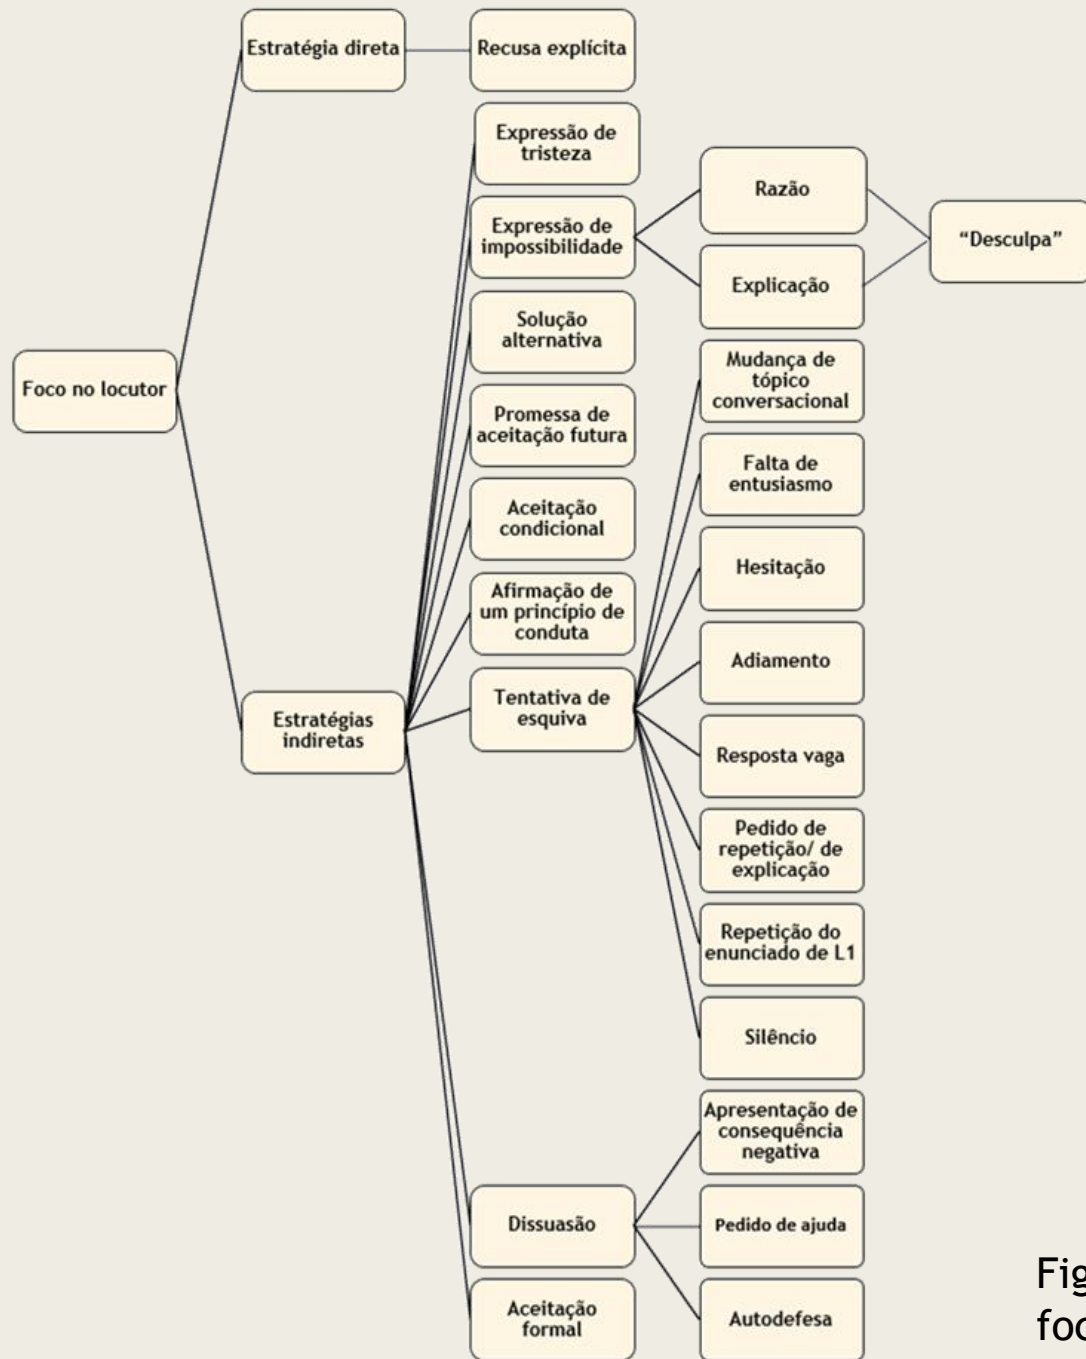 Estratégia direta
Recusa explícita
Expressão de
tristeza
Expressão de
impossibilidade
Razão
Explicação
"Desculpa"
Solução
alternativa
Foco no locutor
Mudança de
tópico
conversacional
Promessa de
aceitação futura
Falta de
entusiasmo
Aceitação
condicional
Hesitação
Afirmação de
um princípio de
conduta
Adiamento
Estratégias
indiretas
Tentativa de
esquiva
Resposta vaga
Pedido de
repetição/ de
explicação
Repetição do
enunciado de L1
Silêncio
Apresentação de
consequência
negativa
Dissuasão
Pedido de ajuda
Aceitação
formal
Autodefesa
Fig
foc